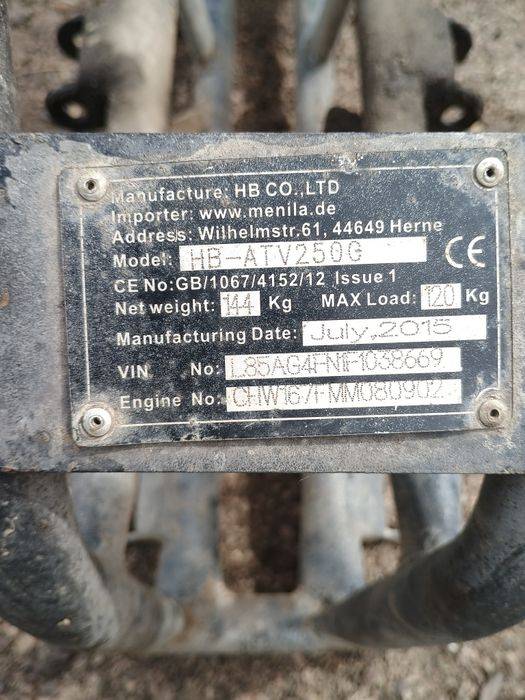 Manufacture: HB CO.,LTD
Importer: www.menila.de
Address: Wilhelmstr.61, 44649 Herne
Model: HB-ATV250G CE
CE No:GB/1067/4152/12 Issue 1
Net weight: 144 Kg MAX Load: 120 Kg
Manufacturing Date: July,2015
VIN No: L85AG4FN1F1038669
Engine No: CHW167FMM080902